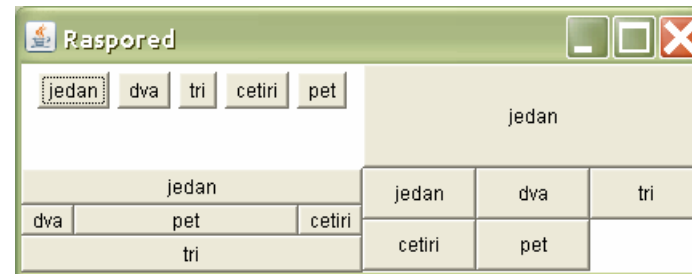 Raspored
jedan dva tri cetiri pet
jedan
jedan
dva pet cetiri
tri
jedan dva tri
cetiri pet